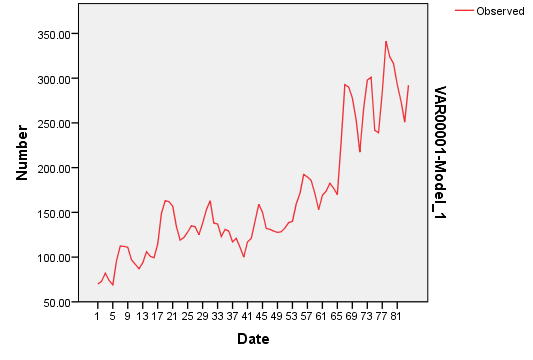 Observed
350.00
300.00
250.00
200.00
150.00
100.00
50.00
Number
VAR00001-Model_1
1 5 9 13 17 21 25 29 33 37 41 45 49 53 57 61 65 69 73 77 81
Date